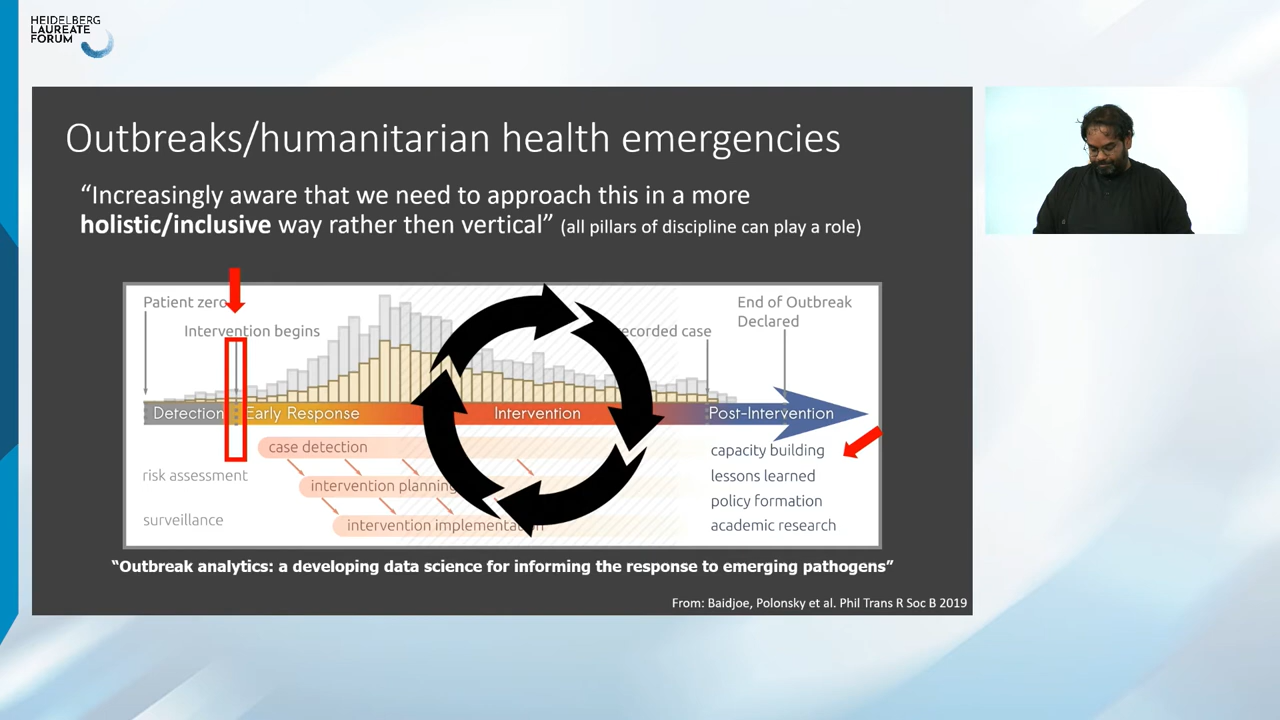 HEIDELBERG
LAUREATE
FORUM
Outbreaks/humanitarian health emergencies
“Increasingly aware that we need to approach this in a more
holistic/inclusive way rather then vertical” (all pillars of discipline can play a role)
Patient zero
End of Outbreak
Declared
Intervention begins
recorded case
Detection
Early Response
Intervention
Post-Intervention
case detection
capacity building
risk assessment
lessons learned
intervention planning
policy formation
surveillance
intervention implementation
academic research
“Outbreak analytics: a developing data science for informing the response to emerging pathogens”
From: Baidjoe, Polonsky et al. Phil Trans R Soc B 2019